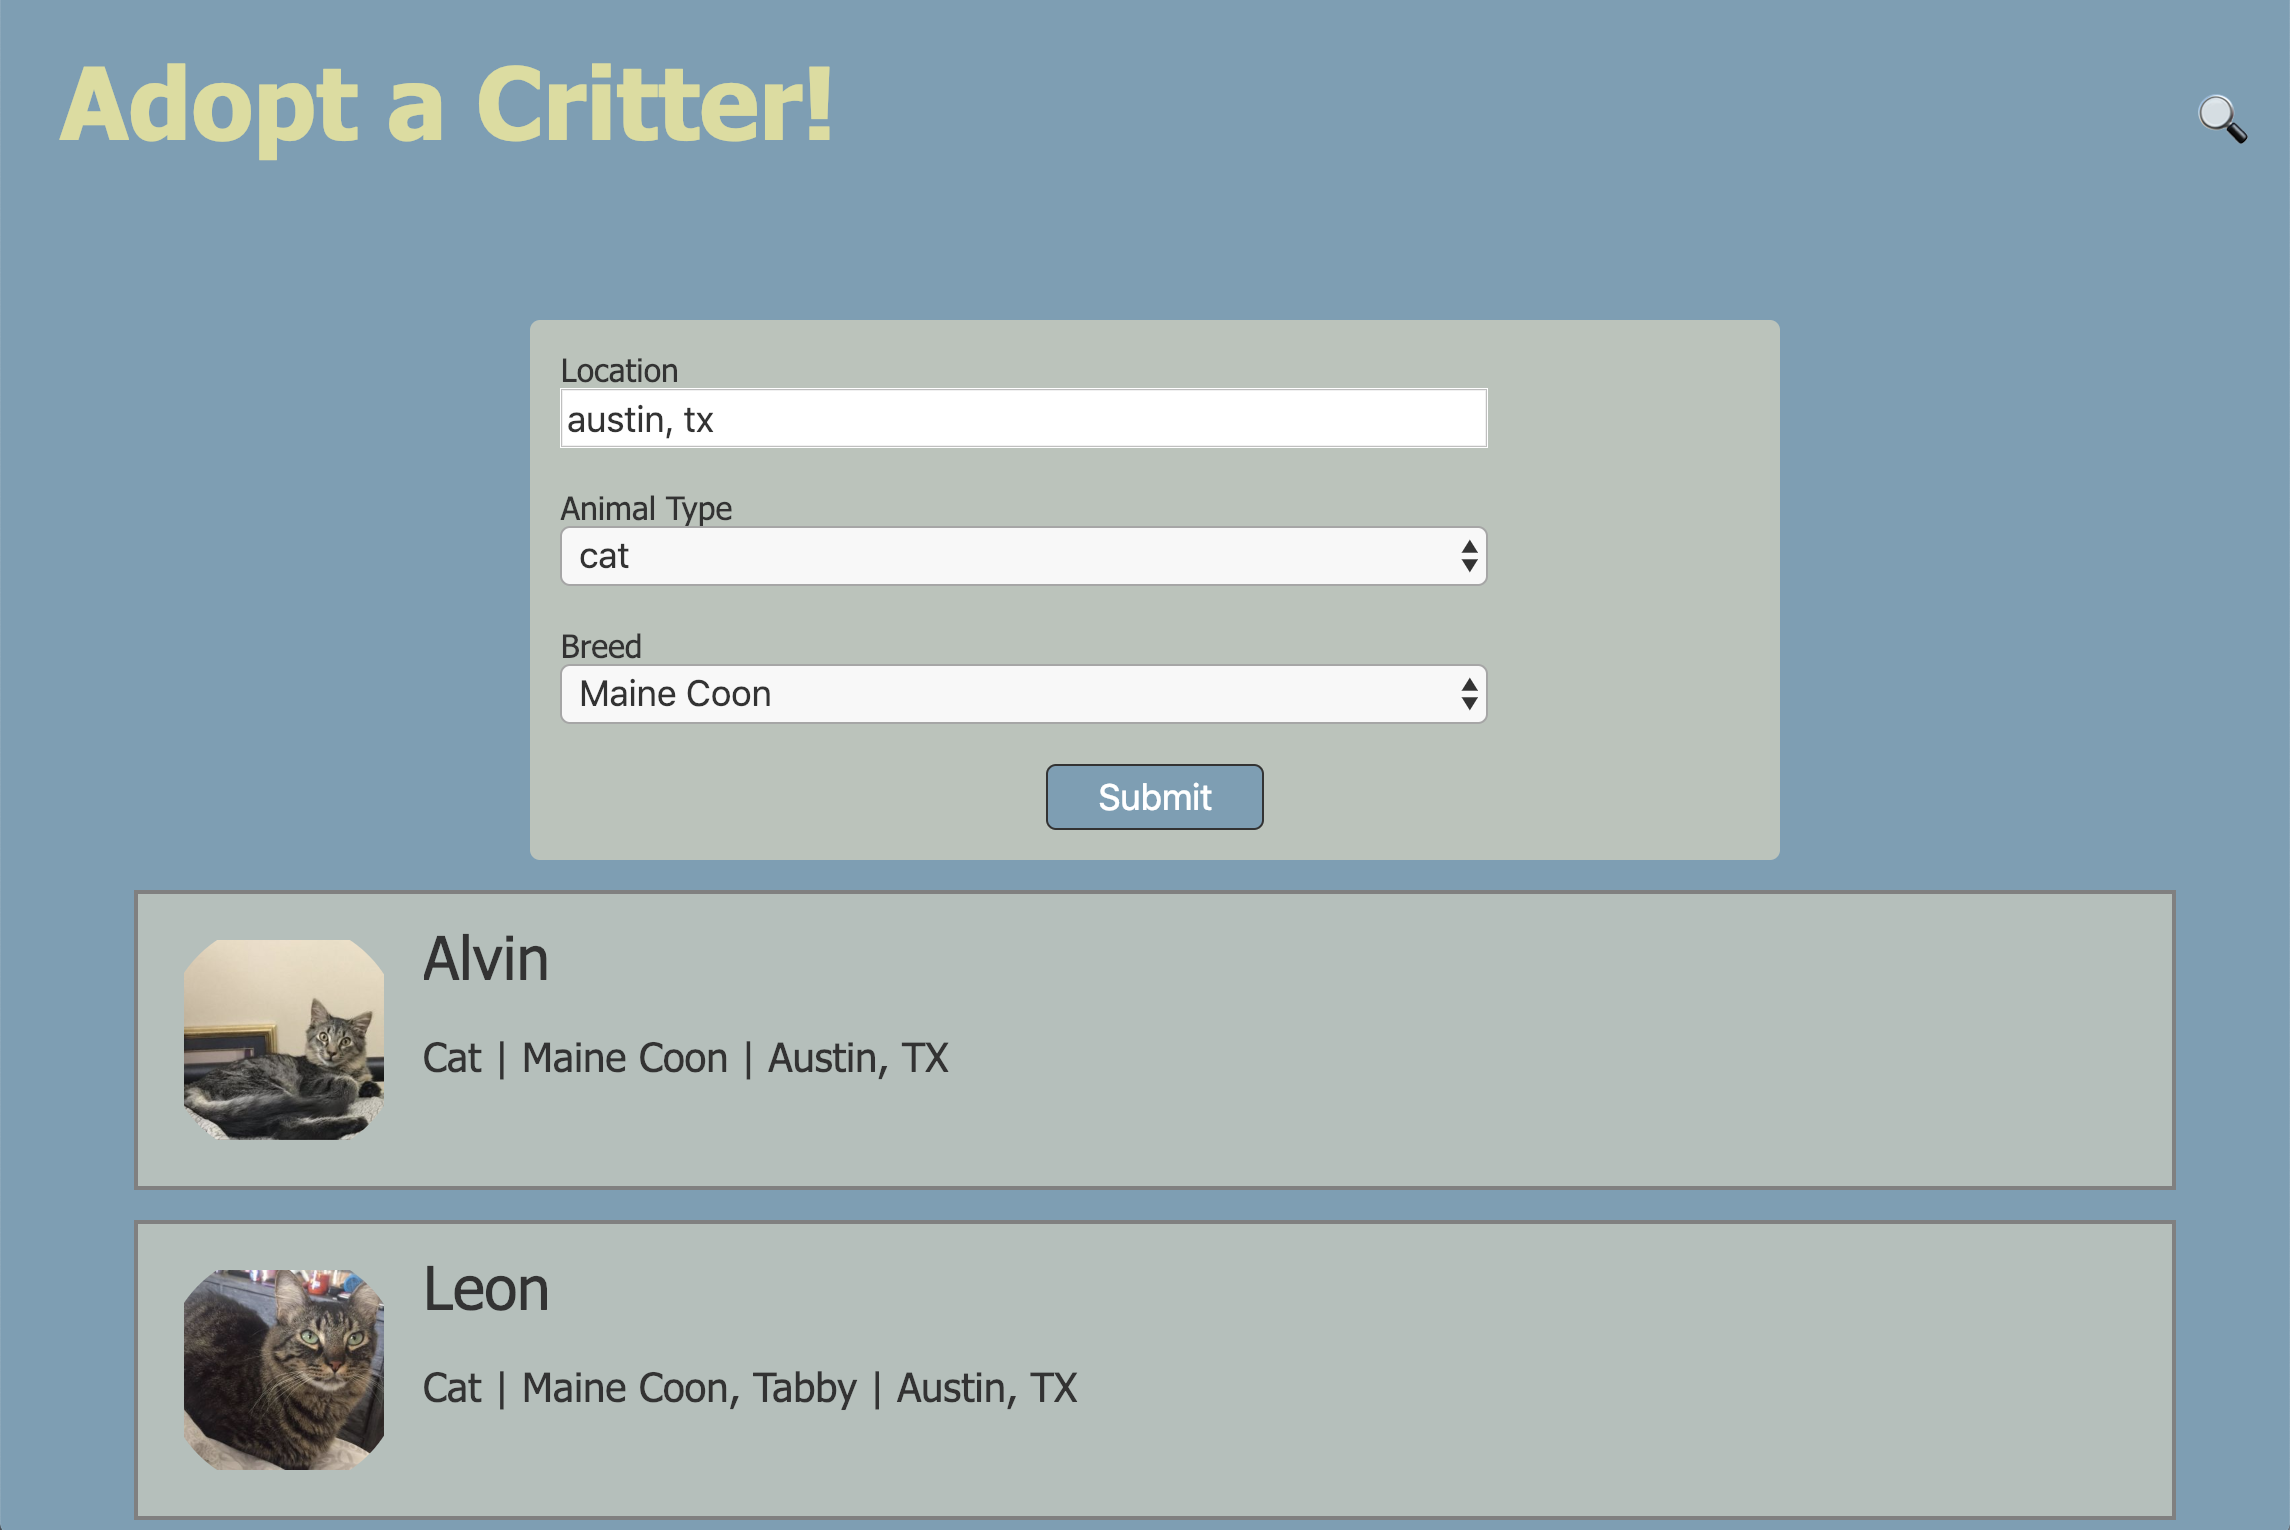 Adopt a Critter!
Location
austin, tx
Animal Type
cat
Breed
Maine Coon
Submit
Alvin
Cat | Maine Coon | Austin, TX
Leon
Cat | Maine Coon, Tabby | Austin, TX